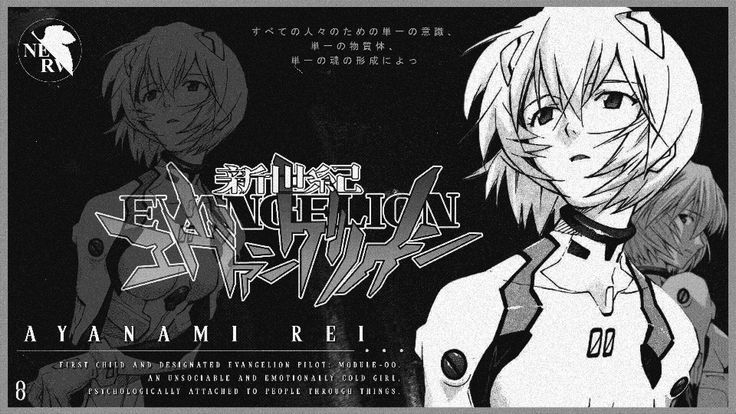 NE
RV
すべての人々のための単一の意識、
単一の物質体、
単一の魂の形成によっ
新世紀
EVANGELION
エヴァンゲリオン
00
AYANAMI REI...
FIRST CHILD AND DESIGNATED EVANGELION PILOT: MODULE-00.
AN UNSOCIABLE AND EMOTIONALLY COLD GIRL,
PSYCHOLOGICALLY ATTACHED TO PEOPLE THROUGH THINGS.
8